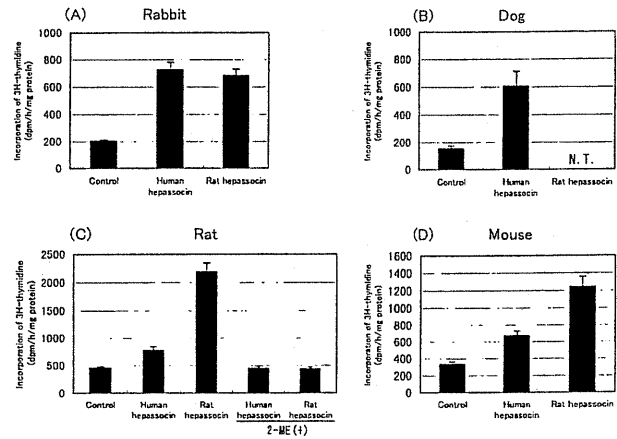 (A) Rabbit
Incorporation of 3H-thymidine
(dpm/h/mg protein)
1000
800
600
400
200
0
Control
Human
hepassocin
Rat hepassocin
(B) Dog
Incorporation of 3H-thymidine
(dpm/h/mg protein)
1000
800
600
400
200
0
N.T.
Control
Human
hepassocin
Rat hepassocin
(C) Rat
Incorporation of 3H-thymidine
(dpm/h/mg protein)
2500
2000
1500
1000
500
0
Control
Human
hepassocin
Rat
hepassocin
Human
hepassocin
Rat
hepassocin
2-ME(+)
(D) Mouse
Incorporation of 3H-thymidine
(dpm/h/mg protein)
1600
1400
1200
1000
800
600
400
200
0
Control
Human
hepassocin
Rat hepassocin